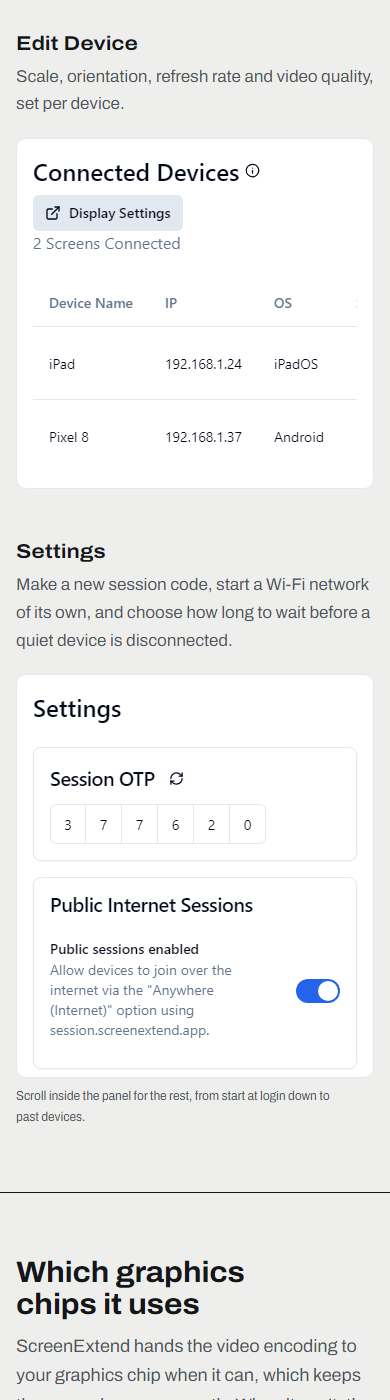 Edit Device
Scale, orientation, refresh rate and video quality,
set per device.
Connected Devices
Display Settings
2 Screens Connected
Device Name IP OS
iPad 192.168.1.24 iPadOS
Pixel 8 192.168.1.37 Android
Settings
Make a new session code, start a Wi-Fi network
of its own, and choose how long to wait before a
quiet device is disconnected.
Settings
Session OTP
3 7 7 6 2 0
Public Internet Sessions
Public sessions enabled
Allow devices to join over the
internet via the "Anywhere
(Internet)" option using
session.screenextend.app.
Scroll inside the panel for the rest, from start at login down to
past devices.
Which graphics
chips it uses
ScreenExtend hands the video encoding to
your graphics chip when it can, which keeps